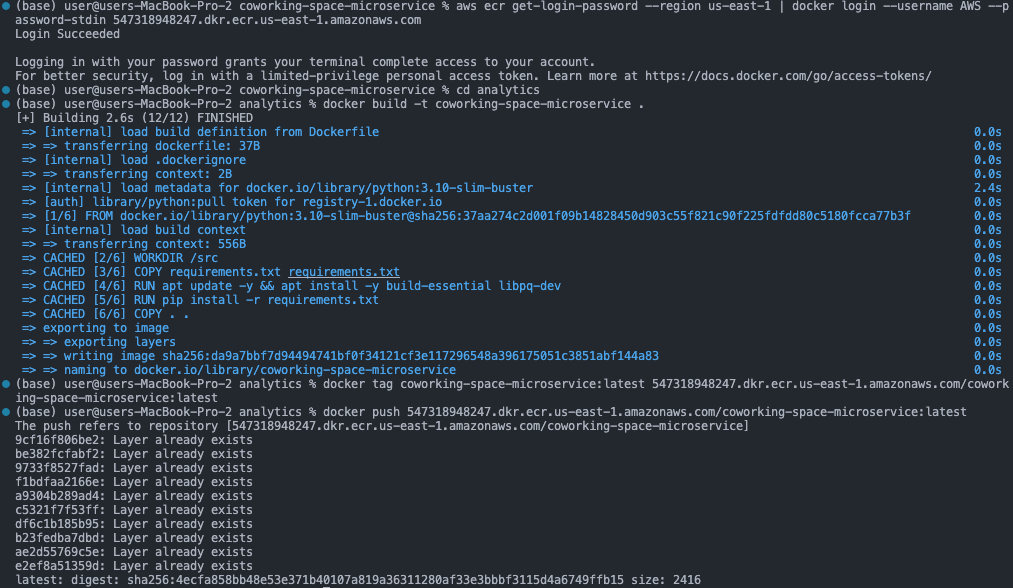 (base) user@users-MacBook-Pro-2 coworking-space-microservice % aws ecr get-login-password --region us-east-1 | docker login --username AWS --p
assword-stdin 547318948247.dkr.ecr.us-east-1.amazonaws.com
Login Succeeded
Logging in with your password grants your terminal complete access to your account.
For better security, log in with a limited-privilege personal access token. Learn more at https://docs.docker.com/go/access-tokens/
(base) user@users-MacBook-Pro-2 coworking-space-microservice % cd analytics
(base) user@users-MacBook-Pro-2 analytics % docker build -t coworking-space-microservice .
[+] Building 2.6s (12/12) FINISHED
=> [internal] load build definition from Dockerfile 0.0s
=> => transferring dockerfile: 37B 0.0s
=> [internal] load .dockerignore 0.0s
=> => transferring context: 2B 0.0s
=> [internal] load metadata for docker.io/library/python:3.10-slim-buster 2.4s
=> [auth] library/python:pull token for registry-1.docker.io 0.0s
=> [1/6] FROM docker.io/library/python:3.10-slim-buster@sha256:37aa274c2d001f09b14828450d903c55f821c90f225fdfdd80c5180fcca77b3f 0.0s
=> [internal] load build context 0.0s
=> => transferring context: 556B 0.0s
=> CACHED [2/6] WORKDIR /src 0.0s
=> CACHED [3/6] COPY requirements.txt requirements.txt 0.0s
=> CACHED [4/6] RUN apt update -y && apt install -y build-essential libpq-dev 0.0s
=> CACHED [5/6] RUN pip install -r requirements.txt 0.0s
=> CACHED [6/6] COPY . . 0.0s
=> exporting to image 0.0s
=> => exporting layers 0.0s
=> => writing image sha256:da9a7bbf7d94494741bf0f34121cf3e117296548a396175051c3851abf144a83 0.0s
=> => naming to docker.io/library/coworking-space-microservice 0.0s
(base) user@users-MacBook-Pro-2 analytics % docker tag coworking-space-microservice:latest 547318948247.dkr.ecr.us-east-1.amazonaws.com/cowork
ing-space-microservice:latest
(base) user@users-MacBook-Pro-2 analytics % docker push 547318948247.dkr.ecr.us-east-1.amazonaws.com/coworking-space-microservice:latest
The push refers to repository [547318948247.dkr.ecr.us-east-1.amazonaws.com/coworking-space-microservice]
9cf16f806be2: Layer already exists
be382fcfabf2: Layer already exists
9733f8527fad: Layer already exists
f1bdfaa2166e: Layer already exists
a9304b289ad4: Layer already exists
c5321f7f53ff: Layer already exists
df6c1b185b95: Layer already exists
b23fedba7dbd: Layer already exists
ae2d55769c5e: Layer already exists
e2ef8a51359d: Layer already exists
latest: digest: sha256:4ecfa858bb48e53e371b40107a819a36311280af33e3bbbf3115d4a6749ffb15 size: 2416